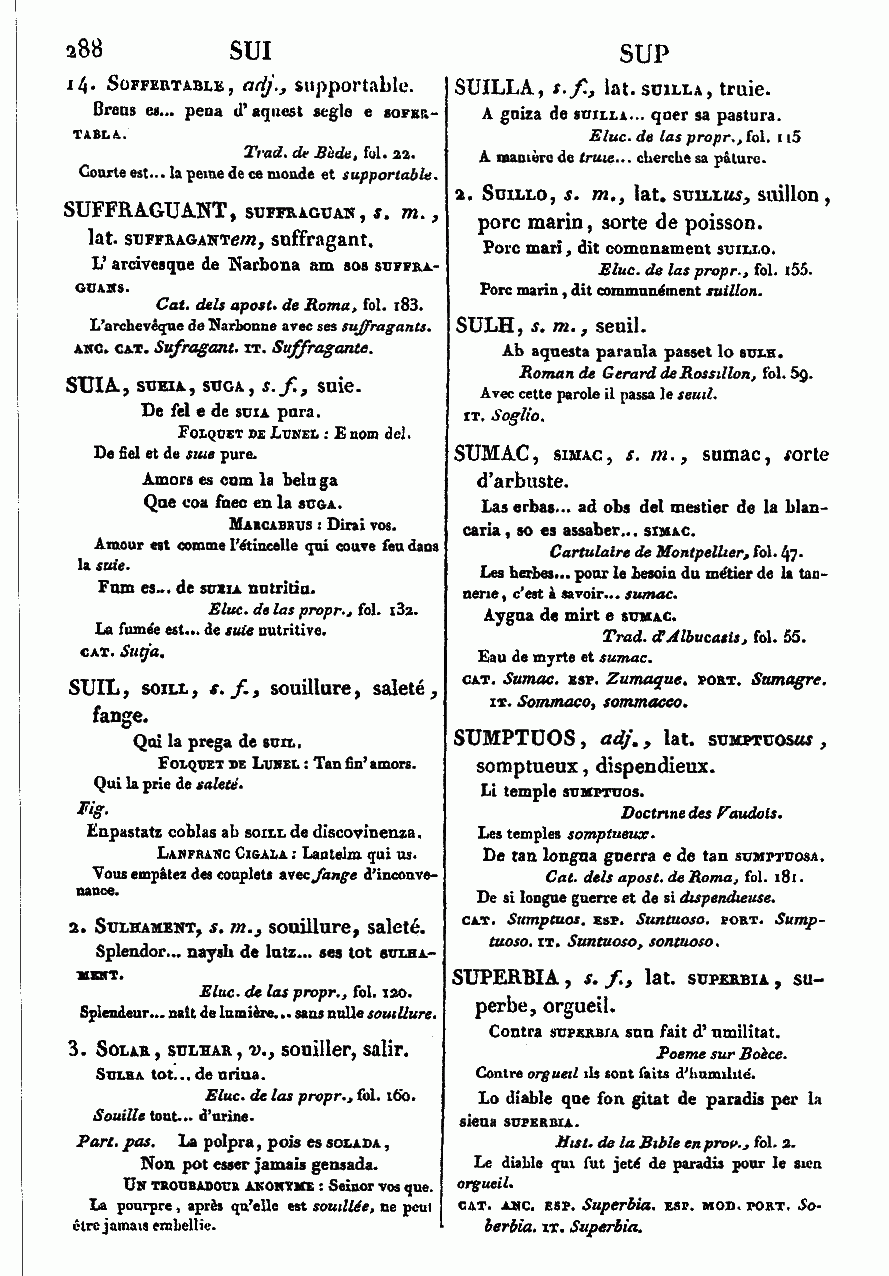 288 SUI SUP
14. SOFFERTABLE, adj., supportable.
Breus es... pena d'aquest segle e SOFER-
TABLA.
Trad. de Bède, fol. 22.
Courte est... la peine de ce monde et supportable.
SUFFRAGUANT, SUFFRAGUAN, s. m.,
lat. SUFFRAGANTem, suffragant.
L'arcivesque de Narbona am sos SUFFRA-
GUANS.
Cat. dels apost. de Roma, fol. 183.
L'archevêque de Narbonne avec ses suffragants.
ANC. CAT. Sufragant. IT. Suffragante.
SUIA, SUEIA, SUGA, s. f., suie.
De fel e de SUIA pura.
FOLQUET DE LUNEL : E nom del.
De fiel et de suie pure.
Amors es com la beluga
Que coa fuec en la SUGA.
MARCABRUS : Dirai vos.
Amour est comme l'étincelle qui couve feu dans
la suie.
Fum es... de SUEIA nutritiu.
Eluc. de las propr., fol. 132.
La fumée est... de suie nutritive.
CAT. Sutja.
SUIL, SOILL, s. f., souillure, saleté,
fange.
Qui la prega de SUIL.
FOLQUET DE LUNEL : Tan fin'amors.
Qui la prie de saleté.
Fig.
Enpastatz coblas ab SOILL de discovinenza.
LANFRANC CIGALA : Lantelm qui us.
Vous empâtez des couplets avec fange d'inconve-
nance.
2. SULHAMENT, s. m., souillure, saleté.
Splendor... naysh de lutz... ses tot SULHA-
MENT.
Eluc. de las propr., fol. 120.
Splendeur... naît de lumière... sans nulle souillure.
3. SOLAR, SULHAR, v., souiller, salir.
SULHA tot... de urina.
Eluc. de las propr., fol. 160.
Souille tout... d'urine.
Part. pas. La polpra, pois es SOLADA,
Non pot esser jamais gensada.
UN TROUBADOUR ANONYME : Seinor vos que.
La pourpre, après qu'elle est souillée, ne peut
être jamais embellie.
SUILLA, s. f., lat. SUILLA, truie.
A guiza de SUILLA... quer sa pastura.
Eluc. de las propr., fol. 115
A manière de truie... cherche sa pâture.
2. SUILLO, s. m., lat. SUILLus, suillon,
porc marin, sorte de poisson.
Porc mari, dit comunament SUILLO.
Eluc. de las propr., fol. 155.
Porc marin, dit communément suillon.
SULH, s. m., seuil.
Ab aquesta paraula passet lo SULH.
Roman de Gerard de Rossillon, fol. 59.
Avec cette parole il passa le seuil.
IT. Soglio.
SUMAC, SIMAC, s. m., sumac, sorte
d'arbuste.
Las erbas... ad obs del mestier de la blan-
caria, so es assaber... SIMAC.
Cartulaire de Montpellier, fol. 47.
Les herbes... pour le besoin du métier de la tan-
nerie, c'est à savoir... sumac.
Aygua de mirt e SUMAC.
Trad. d'Albucasis, fol. 55.
Eau de myrte et sumac.
CAT. Sumac. ESP. Zumaque. PORT. Sumagre.
IT. Sommaco, sommacco.
SUMPTUOS, adj., lat. SUMPTUOSus,
somptueux, dispendieux.
Li temple SUMPTUOS.
Doctrine des Vaudois.
Les temples somptueux.
De tan longua guerra e de tan SUMPTUOSA.
Cat. dels apost. de Roma, fol. 181.
De si longue guerre et de si dispendieuse.
CAT. Sumptuos. ESP. Suntuoso. PORT. Sump-
tuoso. IT. Suntuoso, sontuoso.
SUPERBIA, s. f., lat. SUPERBIA, su-
perbe, orgueil.
Contra SUPERBIA sun fait d'umilitat.
Poeme sur Boèce.
Contre orgueil ils sont faits d'humilité.
Lo diable que fon gitat de paradis per la
siena SUPERBIA.
Hist. de la Bible en prov., fol. 2.
Le diable qui fut jeté de paradis pour le sien
orgueil.
CAT. ANC. ESP. Superbia. ESP. MOD. PORT. So-
berbia. IT. Superbia.